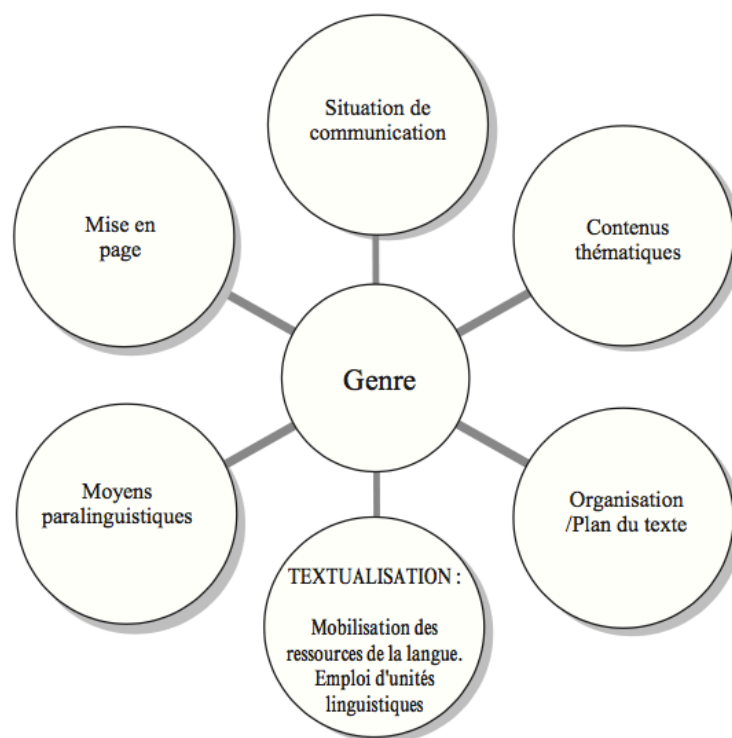 Situation de
communication
Mise en
page
Contenus
thématiques
Genre
Moyens
paralinguistiques
Organisation
/Plan du texte
TEXTUALISATION :
Mobilisation des
ressources de la langue.
Emploi d'unités
linguistiques